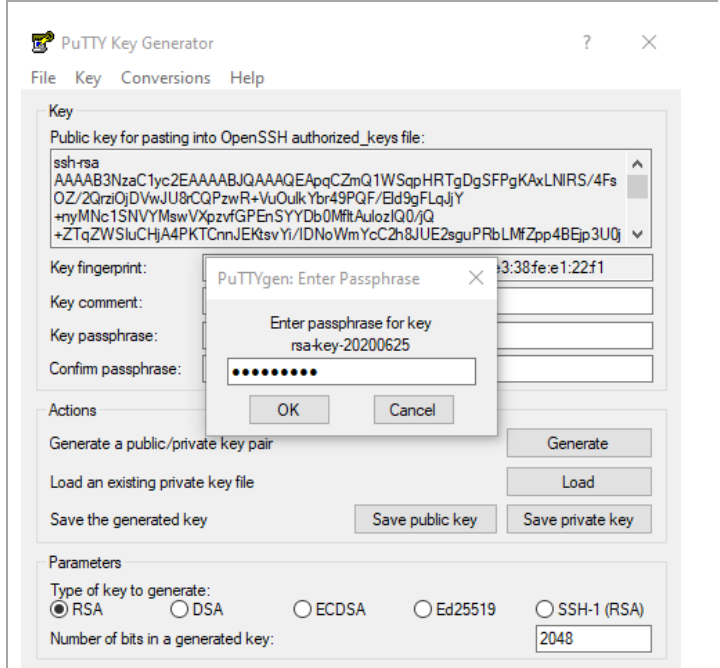 PuTTY Key Generator
File Key Conversions Help
Key
Public key for pasting into OpenSSH authorized_keys file:
ssh-rsa
AAAAB3NzaC1yc2EAAAABJQAAAQEApqCZmQ1WSqpHRTgDgSFPgKAxLNIRS/4Fs
OZ/2QrziOjDVwJU8rCQPzwR+VuOulkYbr49PQF/Eld9gFLqJjY
+nyMNc1SNVYMswVXpzvfGPEnSYYDb0MfltAulozIQ0/jQ
+ZTqZWSIuCHjA4PKTCnnJEKtsvYi/IDNoWmYcC2h8JUE2sguPRbLMfZpp4BEjp3U0j
Key fingerprint: e3:38:fe:e1:22:f1
PuTTYgen: Enter Passphrase
Key comment:
Enter passphrase for key
Key passphrase:
rsa-key-20200625
Confirm passphrase:
OK Cancel
Actions
Generate a public/private key pair Generate
Load an existing private key file Load
Save the generated key Save public key Save private key
Parameters
Type of key to generate:
RSA DSA ECDSA Ed25519 SSH-1 (RSA)
Number of bits in a generated key: 2048